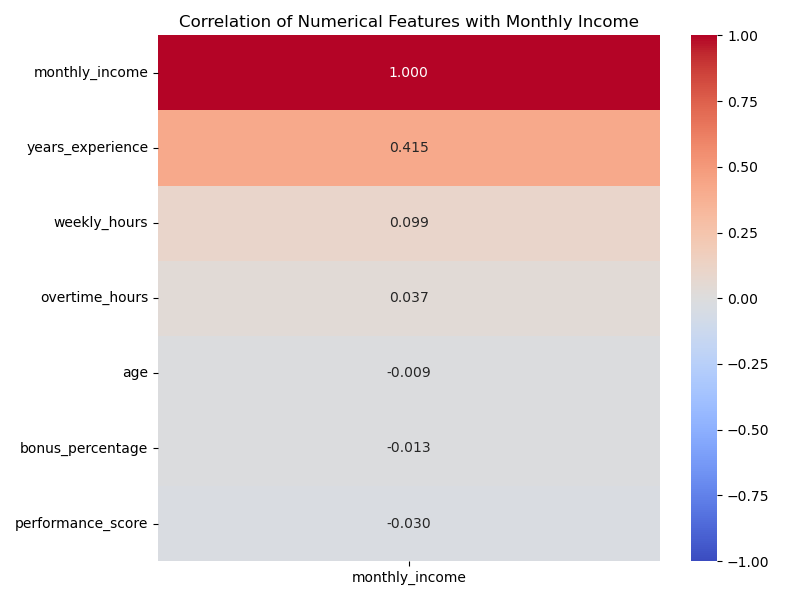 Correlation of Numerical Features with Monthly Income
monthly_income 1.000 1.00
0.75
years_experience 0.415
0.50
weekly_hours 0.099
0.25
overtime_hours 0.037 0.00
age -0.009
−0.25
bonus_percentage -0.013
−0.50
performance_score -0.030
−0.75
−1.00
monthly_income